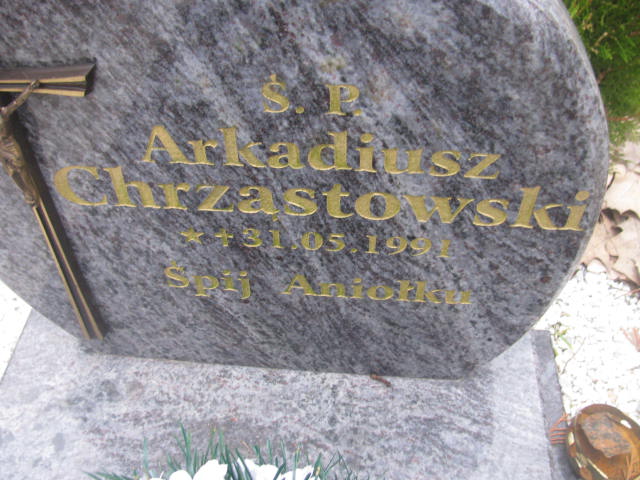 Ś. P.
Arkadiusz
Chrząstowski
★ + 31.05.1991
Śpij Aniołku